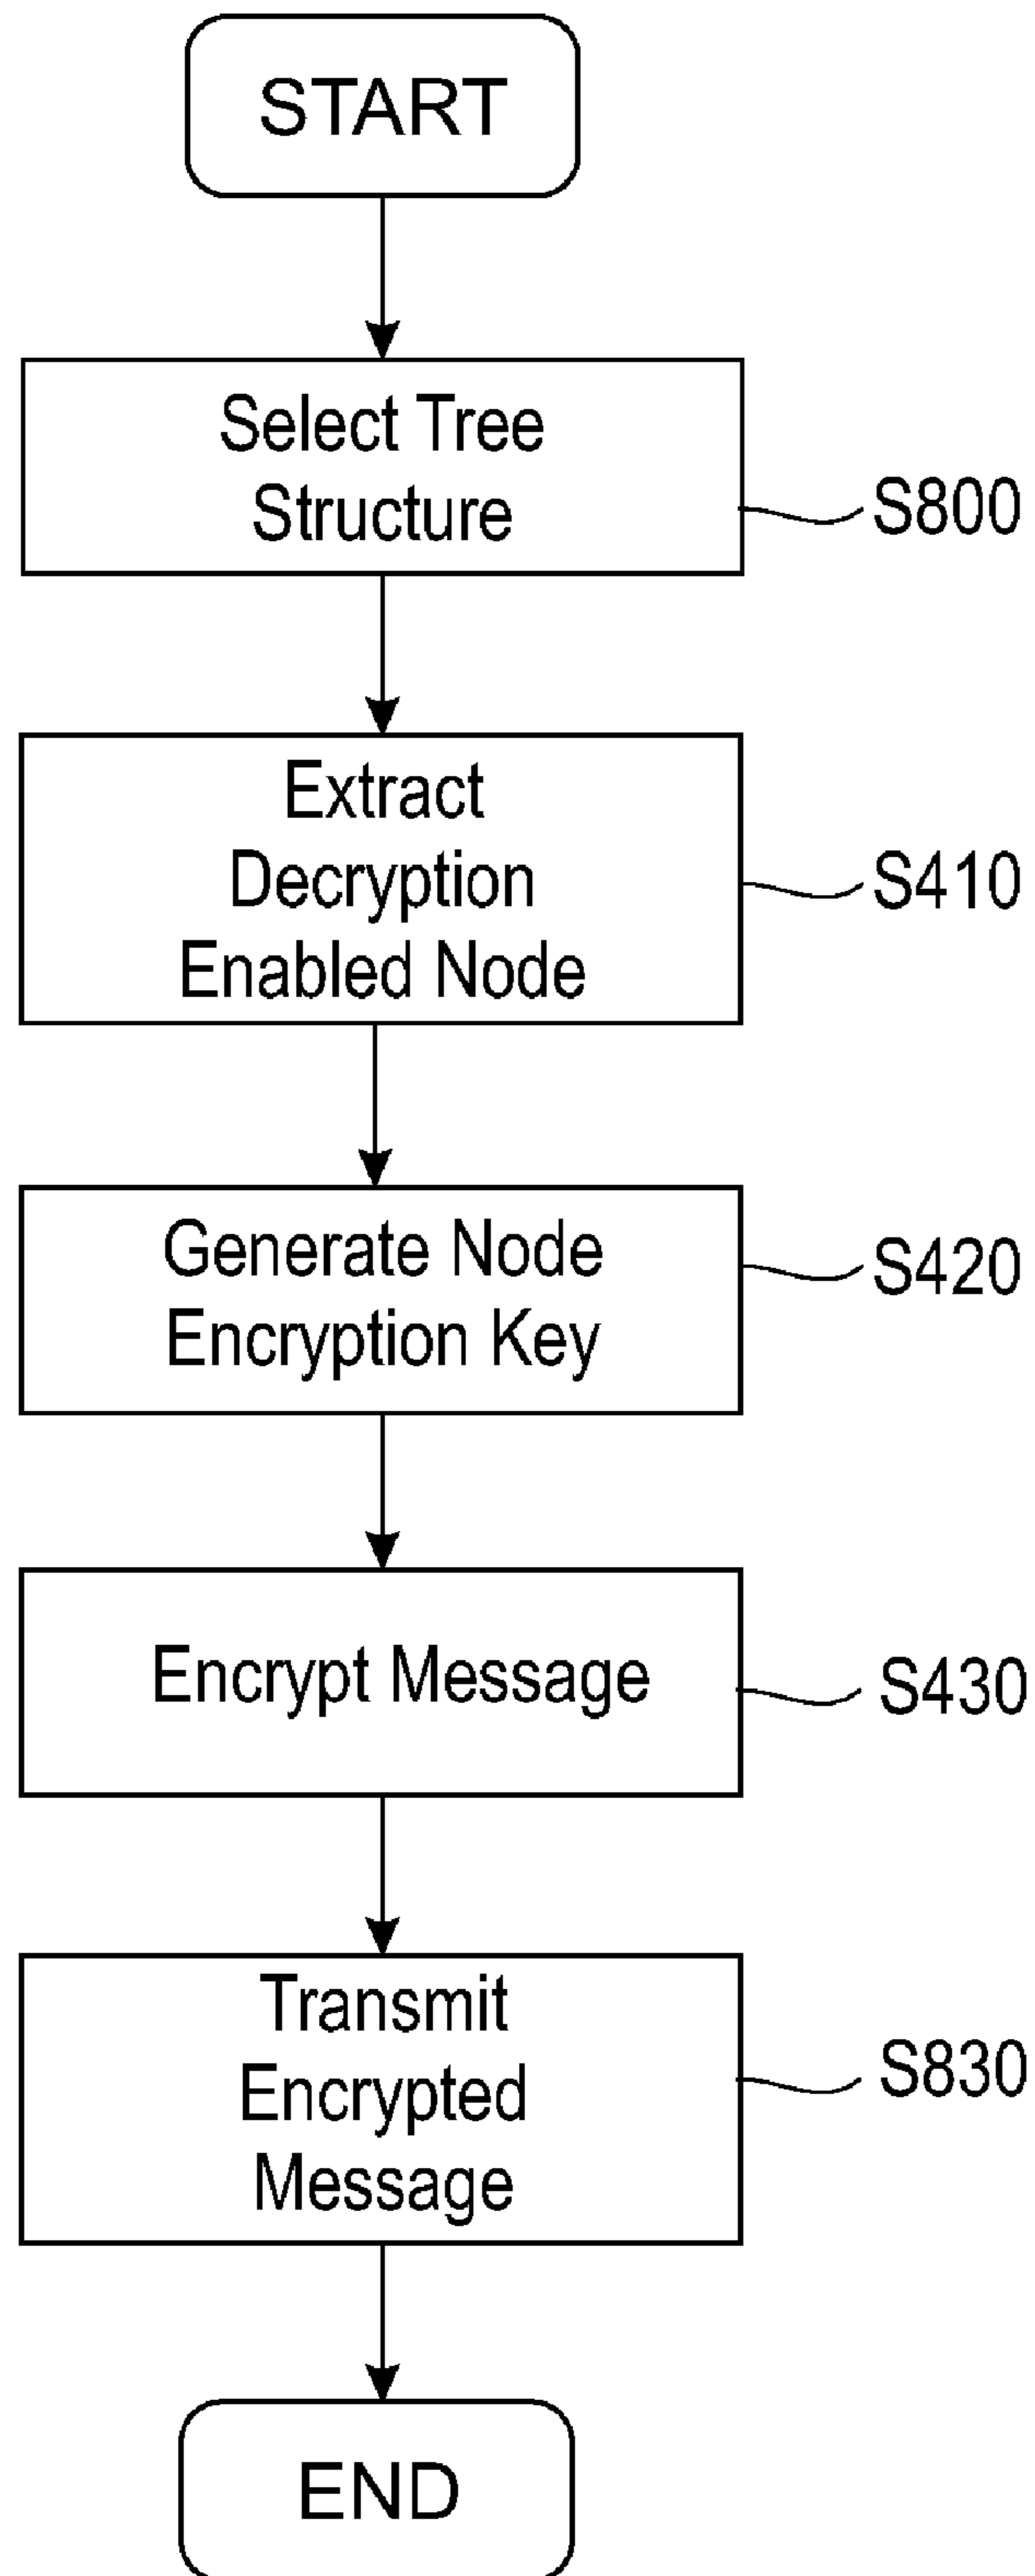 START
Select Tree
Structure
S800
Extract
Decryption
Enabled Node
S410
Generate Node
Encryption Key
S420
Encrypt Message
S430
Transmit
Encrypted
Message
S830
END